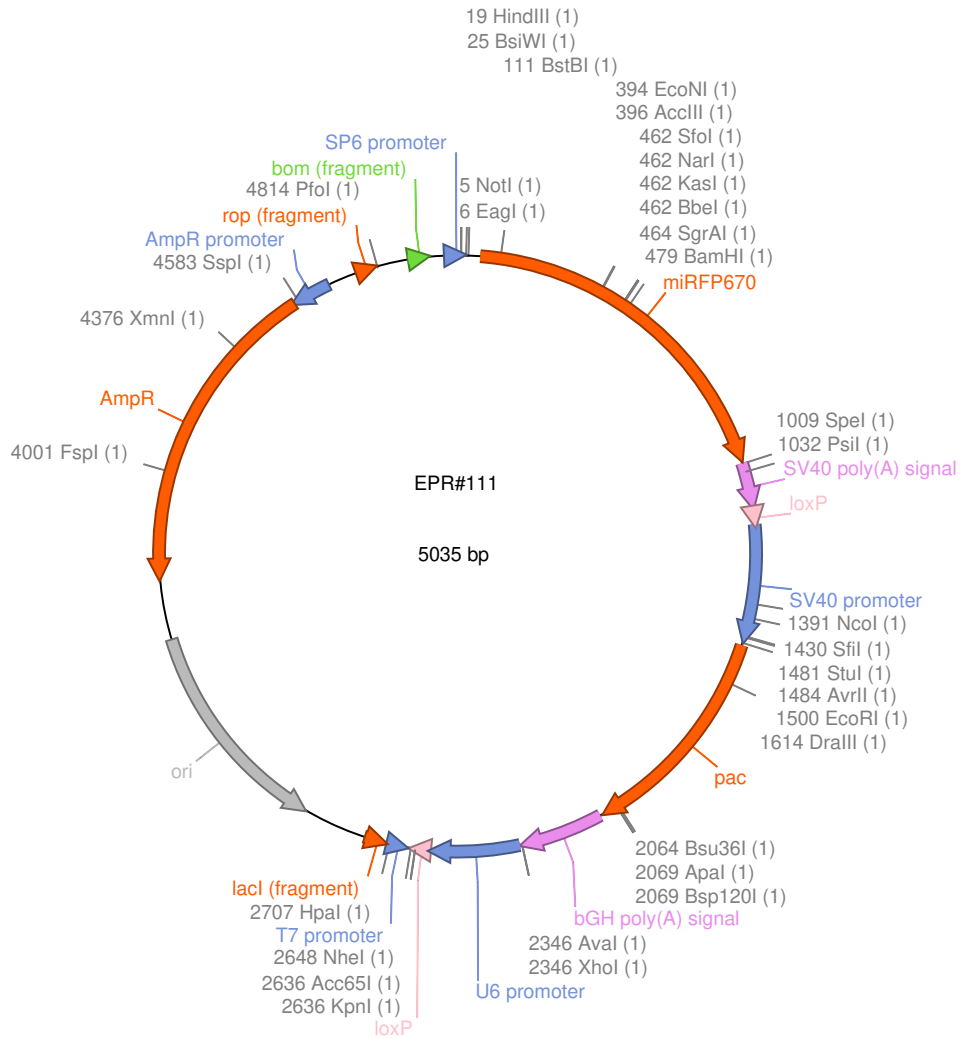 19 HindIII (1)
25 BsiWI (1)
111 BstBI (1)
394 EcoNI (1)
396 AccIII (1)
462 SfoI (1)
462 NarI (1)
462 KasI (1)
462 BbeI (1)
464 SgrAI (1)
479 BamHI (1)
miRFP670
SP6 promoter
bom (fragment)
4814 PfoI (1)
rop (fragment)
AmpR promoter
4583 SspI (1)
5 NotI (1)
6 EagI (1)
4376 XmnI (1)
AmpR
4001 FspI (1)
EPR#111
5035 bp
1009 SpeI (1)
1032 PsiI (1)
SV40 poly(A) signal
loxP
SV40 promoter
1391 NcoI (1)
1430 SfiI (1)
1481 StuI (1)
1484 AvrII (1)
1500 EcoRI (1)
1614 DraIII (1)
pac
ori
2064 Bsu36I (1)
2069 ApaI (1)
2069 Bsp120I (1)
bGH poly(A) signal
2346 AvaI (1)
2346 XhoI (1)
U6 promoter
lacI (fragment)
2707 HpaI (1)
T7 promoter
2648 NheI (1)
2636 Acc65I (1)
2636 KpnI (1)
loxP